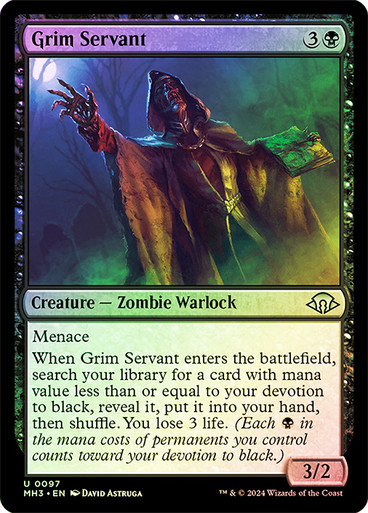 Grim Servant 3
Creature — Zombie Warlock
Menace
When Grim Servant enters the battlefield,
search your library for a card with mana
value less than or equal to your devotion
to black, reveal it, put it into your hand,
then shuffle. You lose 3 life. (Each in
the mana costs of permanents you control
counts toward your devotion to black.)
3/2
U 0097
MH3 • EN David Astruga
™ & © 2024 Wizards of the Coast